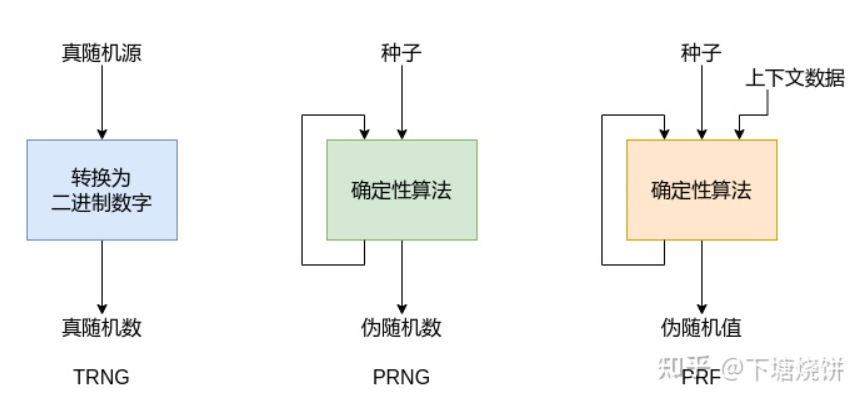 真随机源
种子
种子
上下文数据
转换为
二进制数字
确定性算法
确定性算法
真随机数
伪随机数
伪随机值
TRNG
PRNG
PRF
知乎 @下塘烧饼